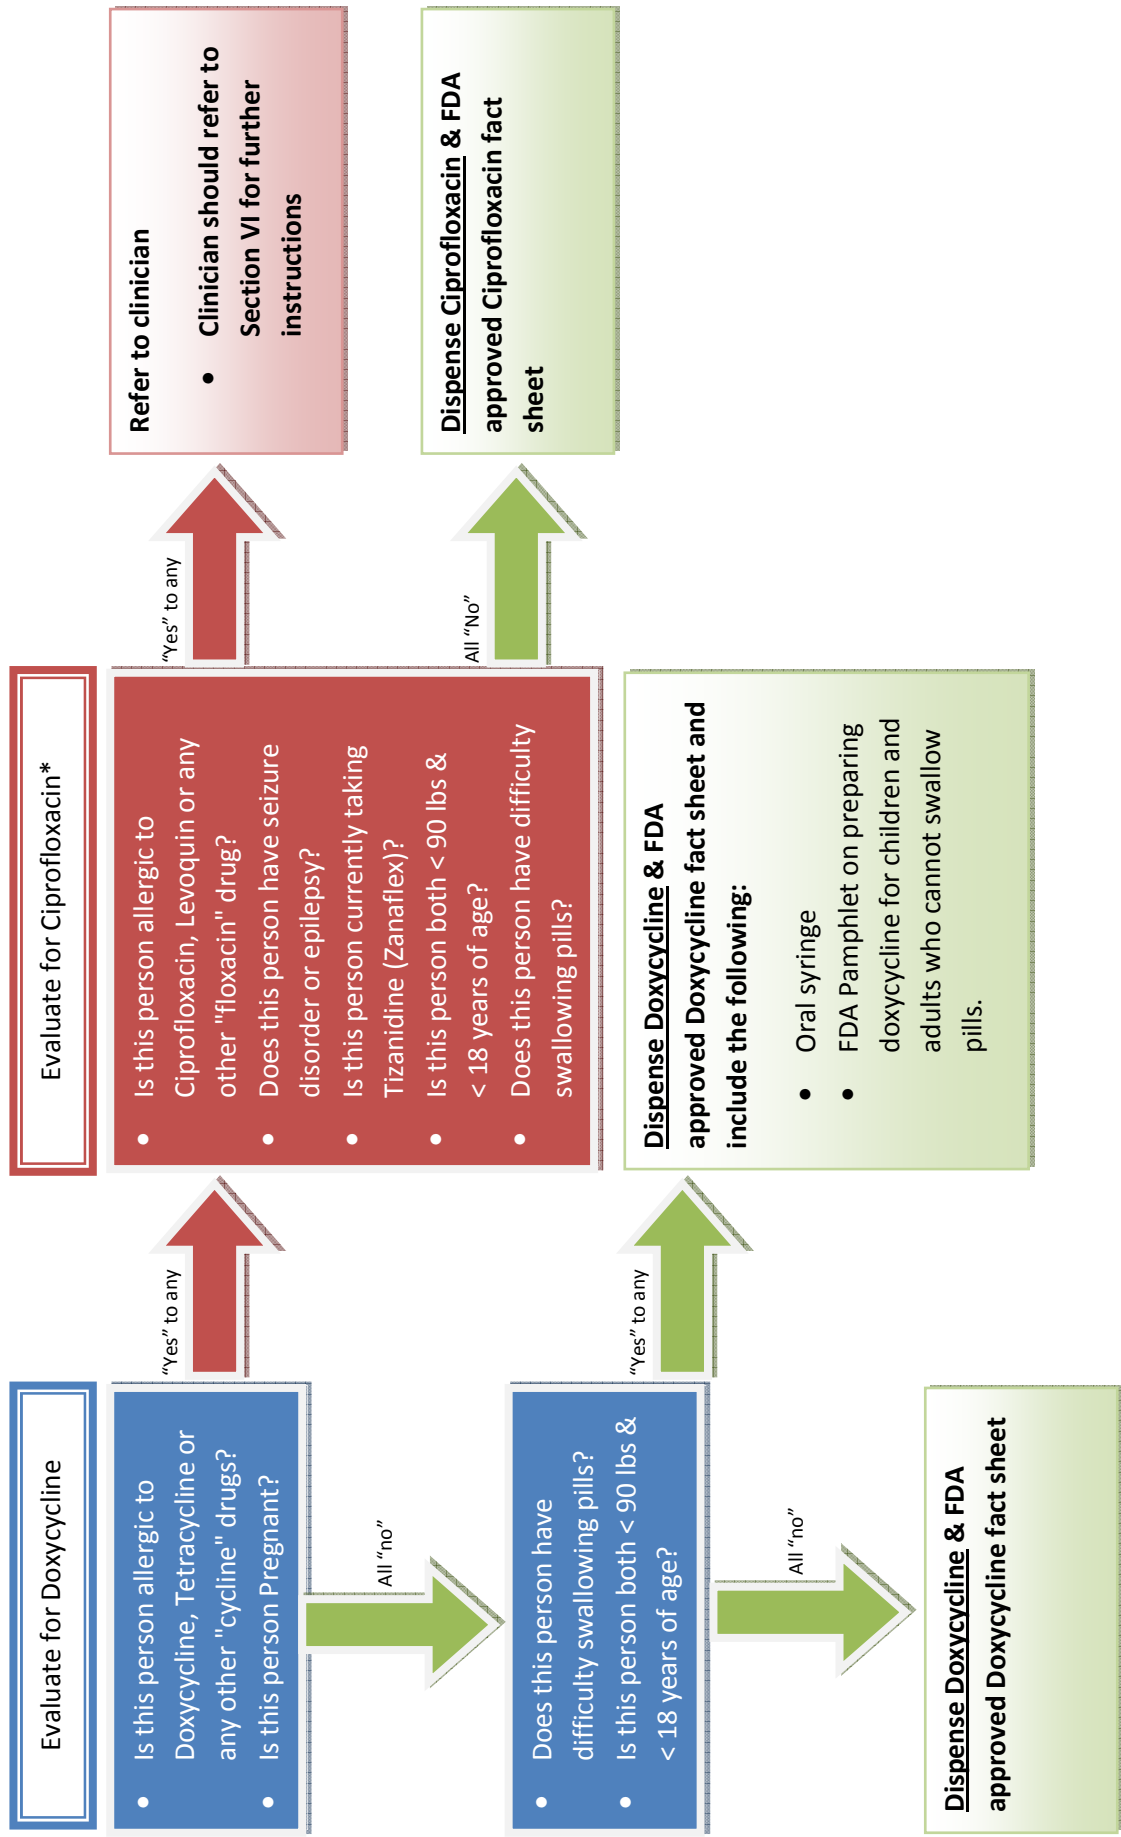 Evaluate for Doxycycline
• Is this person allergic to
Doxycycline, Tetracycline or
any other "cycline" drugs?
• Is this person Pregnant?
"Yes" to any
All "no"
• Does this person have
difficulty swallowing pills?
• Is this person both < 90 lbs &
< 18 years of age?
"Yes" to any
All "no"
Dispense Doxycycline & FDA
approved Doxycycline fact sheet
Evaluate for Ciprofloxacin*
• Is this person allergic to
Ciprofloxacin, Levoquin or any
other "floxacin" drug?
• Does this person have seizure
disorder or epilepsy?
• Is this person currently taking
Tizanidine (Zanaflex)?
• Is this person both < 90 lbs &
< 18 years of age?
• Does this person have difficulty
swallowing pills?
"Yes" to any
All "No"
Dispense Doxycycline & FDA
approved Doxycycline fact sheet and
include the following:
• Oral syringe
• FDA Pamphlet on preparing
doxycycline for children and
adults who cannot swallow
pills.
Refer to clinician
• Clinician should refer to
Section VI for further
instructions
Dispense Ciprofloxacin & FDA
approved Ciprofloxacin fact
sheet